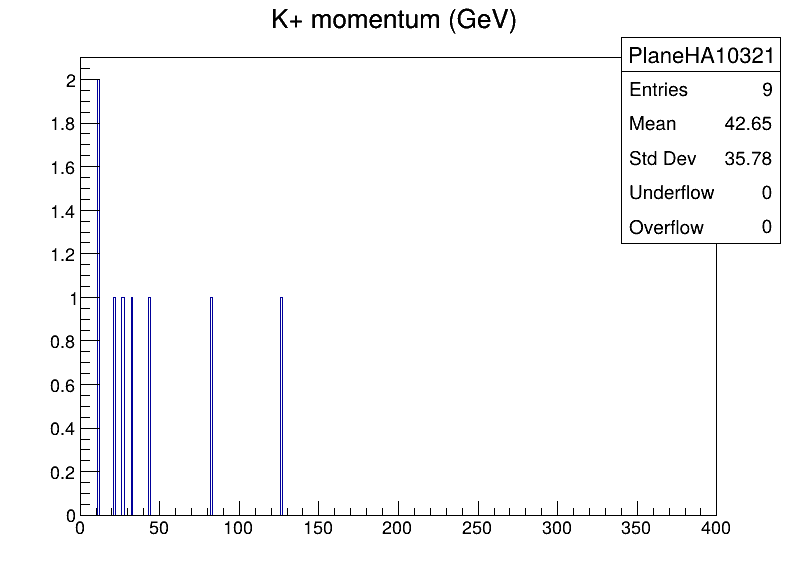 K+ momentum (GeV)
PlaneHA10321
Entries 9
Mean 42.65
Std Dev 35.78
Underflow 0
Overflow 0
2
1.8
1.6
1.4
1.2
1
0.8
0.6
0.4
0.2
0
0 50 100 150 200 250 300 350 400